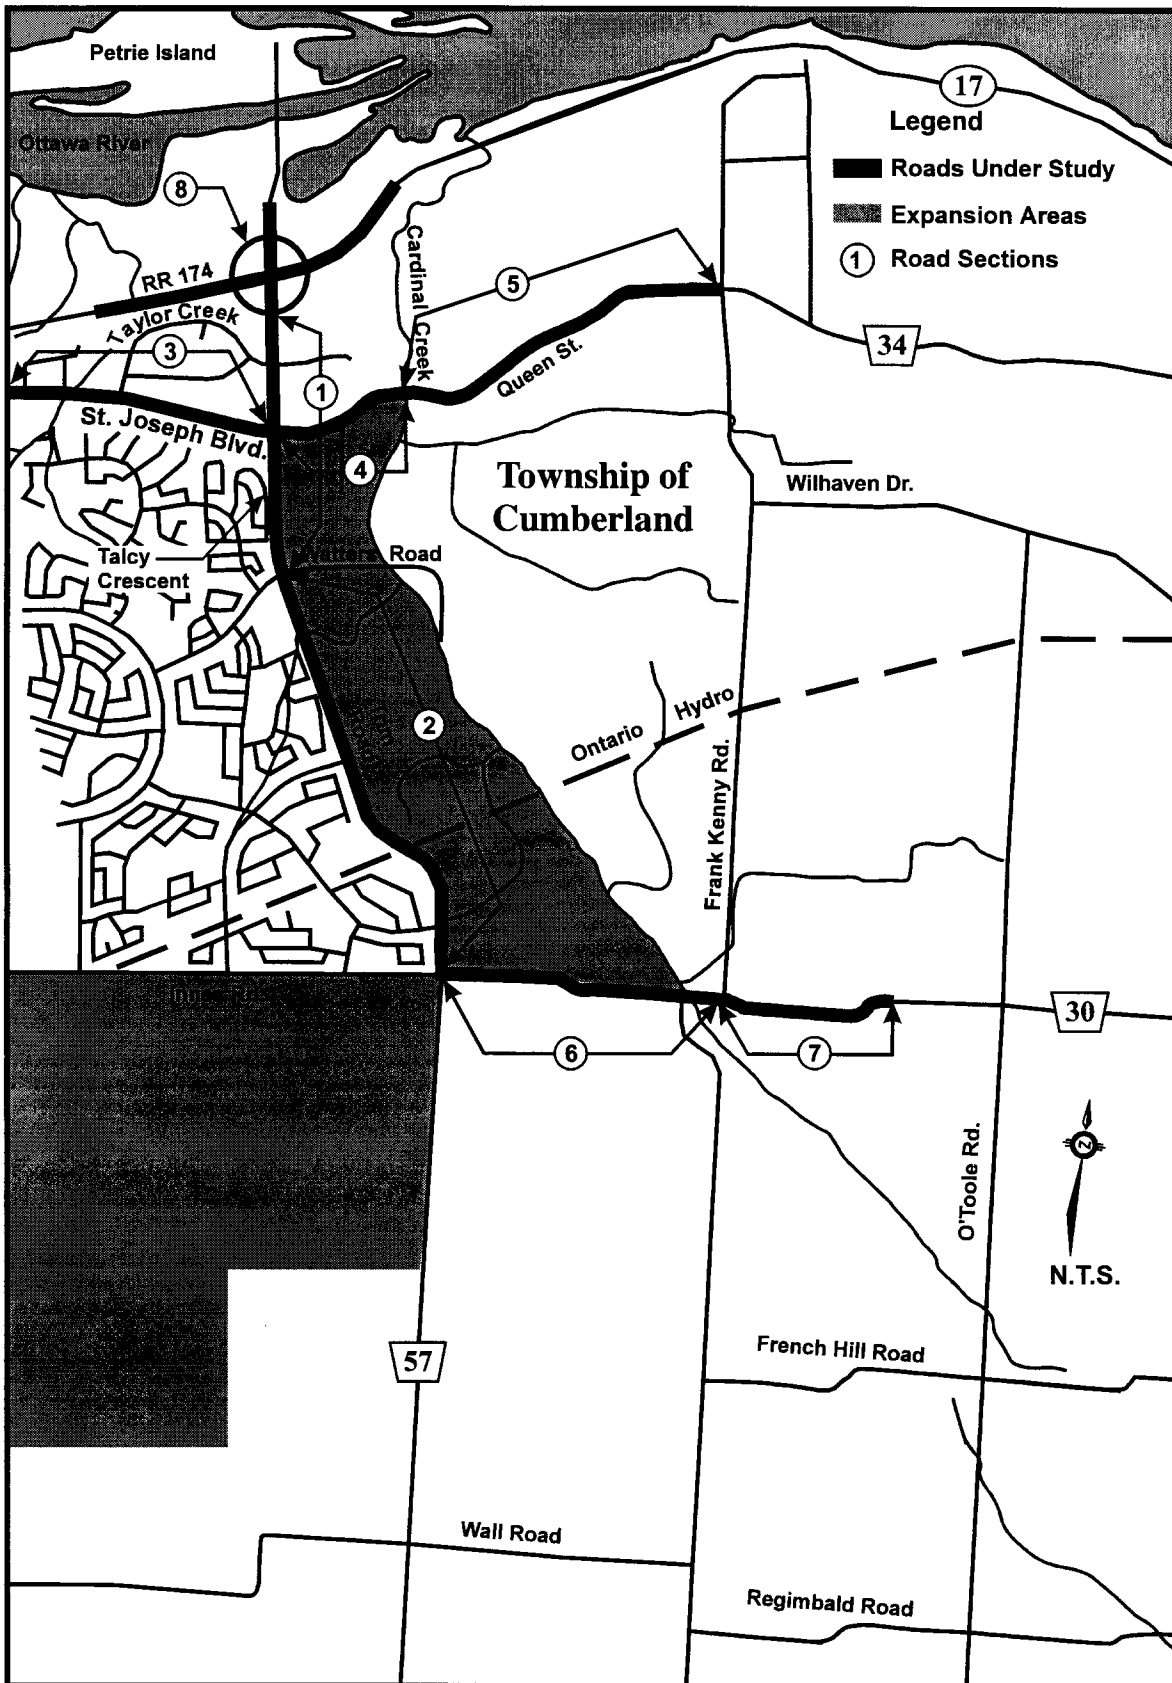 Petrie Island
17
Legend
Ottawa River
Roads Under Study
8
Expansion Areas
1
Road Sections
RR 174
Cardinal Creek
5
Taylor Creek
34
3
Queen St.
1
St. Joseph Blvd.
4
Township of
Cumberland
Wilhaven Dr.
Talcy
Crescent
Watters Road
2
Ontario Hydro
Frank Kenny Rd.
30
6
7
O'Toole Rd.
Z
N.T.S.
French Hill Road
57
Wall Road
Regimbald Road